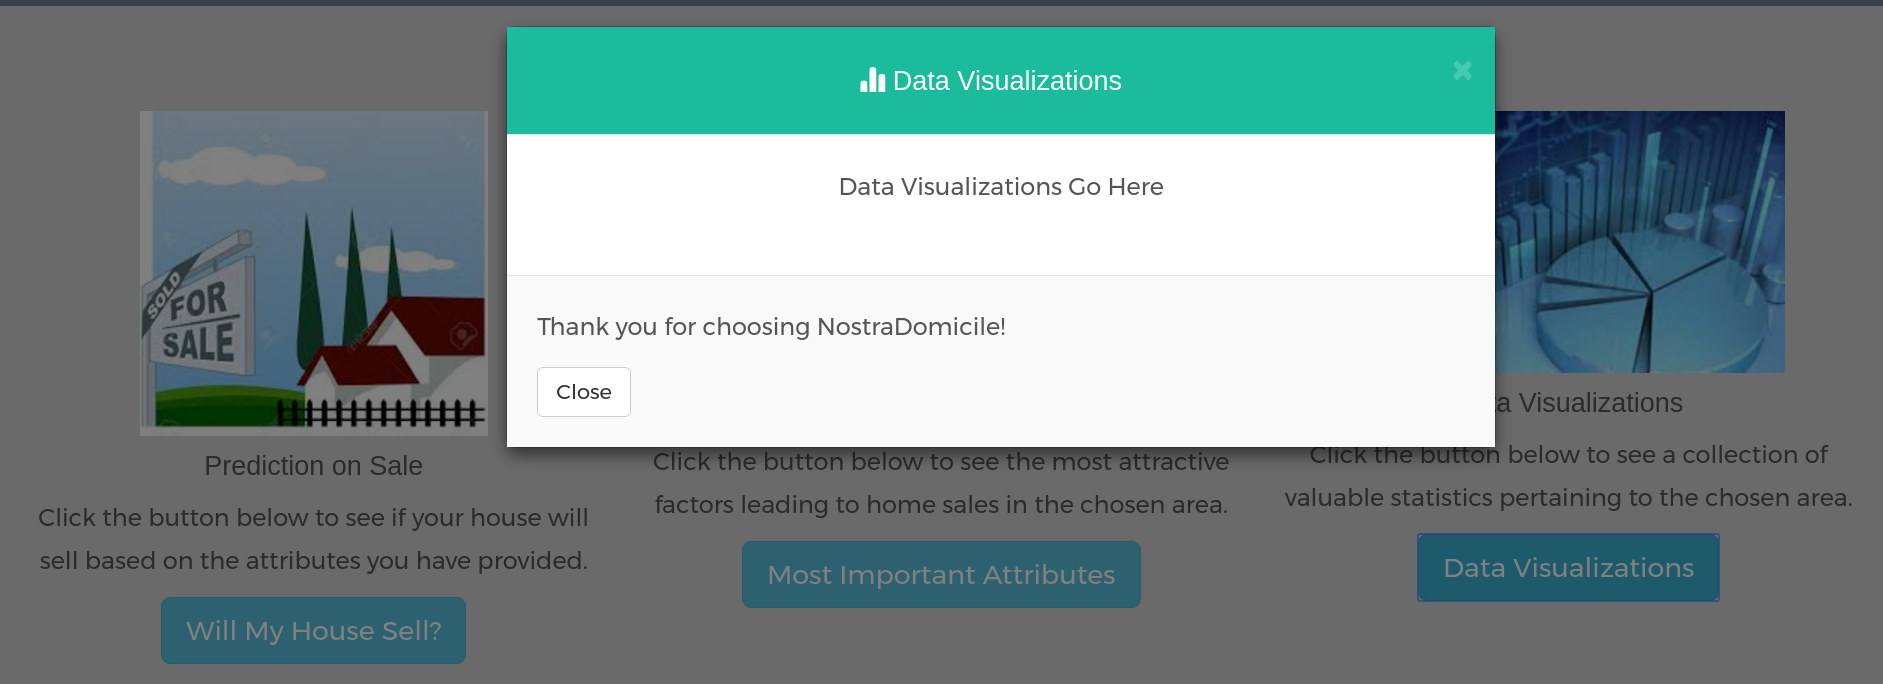 Data Visualizations
×
Data Visualizations Go Here
Thank you for choosing NostraDomicile!
Close
SOLD
FOR
SALE
Prediction on Sale
Click the button below to see if your house will
sell based on the attributes you have provided.
Will My House Sell?
Click the button below to see the most attractive
factors leading to home sales in the chosen area.
Most Important Attributes
a Visualizations
Click the button below to see a collection of
valuable statistics pertaining to the chosen area.
Data Visualizations